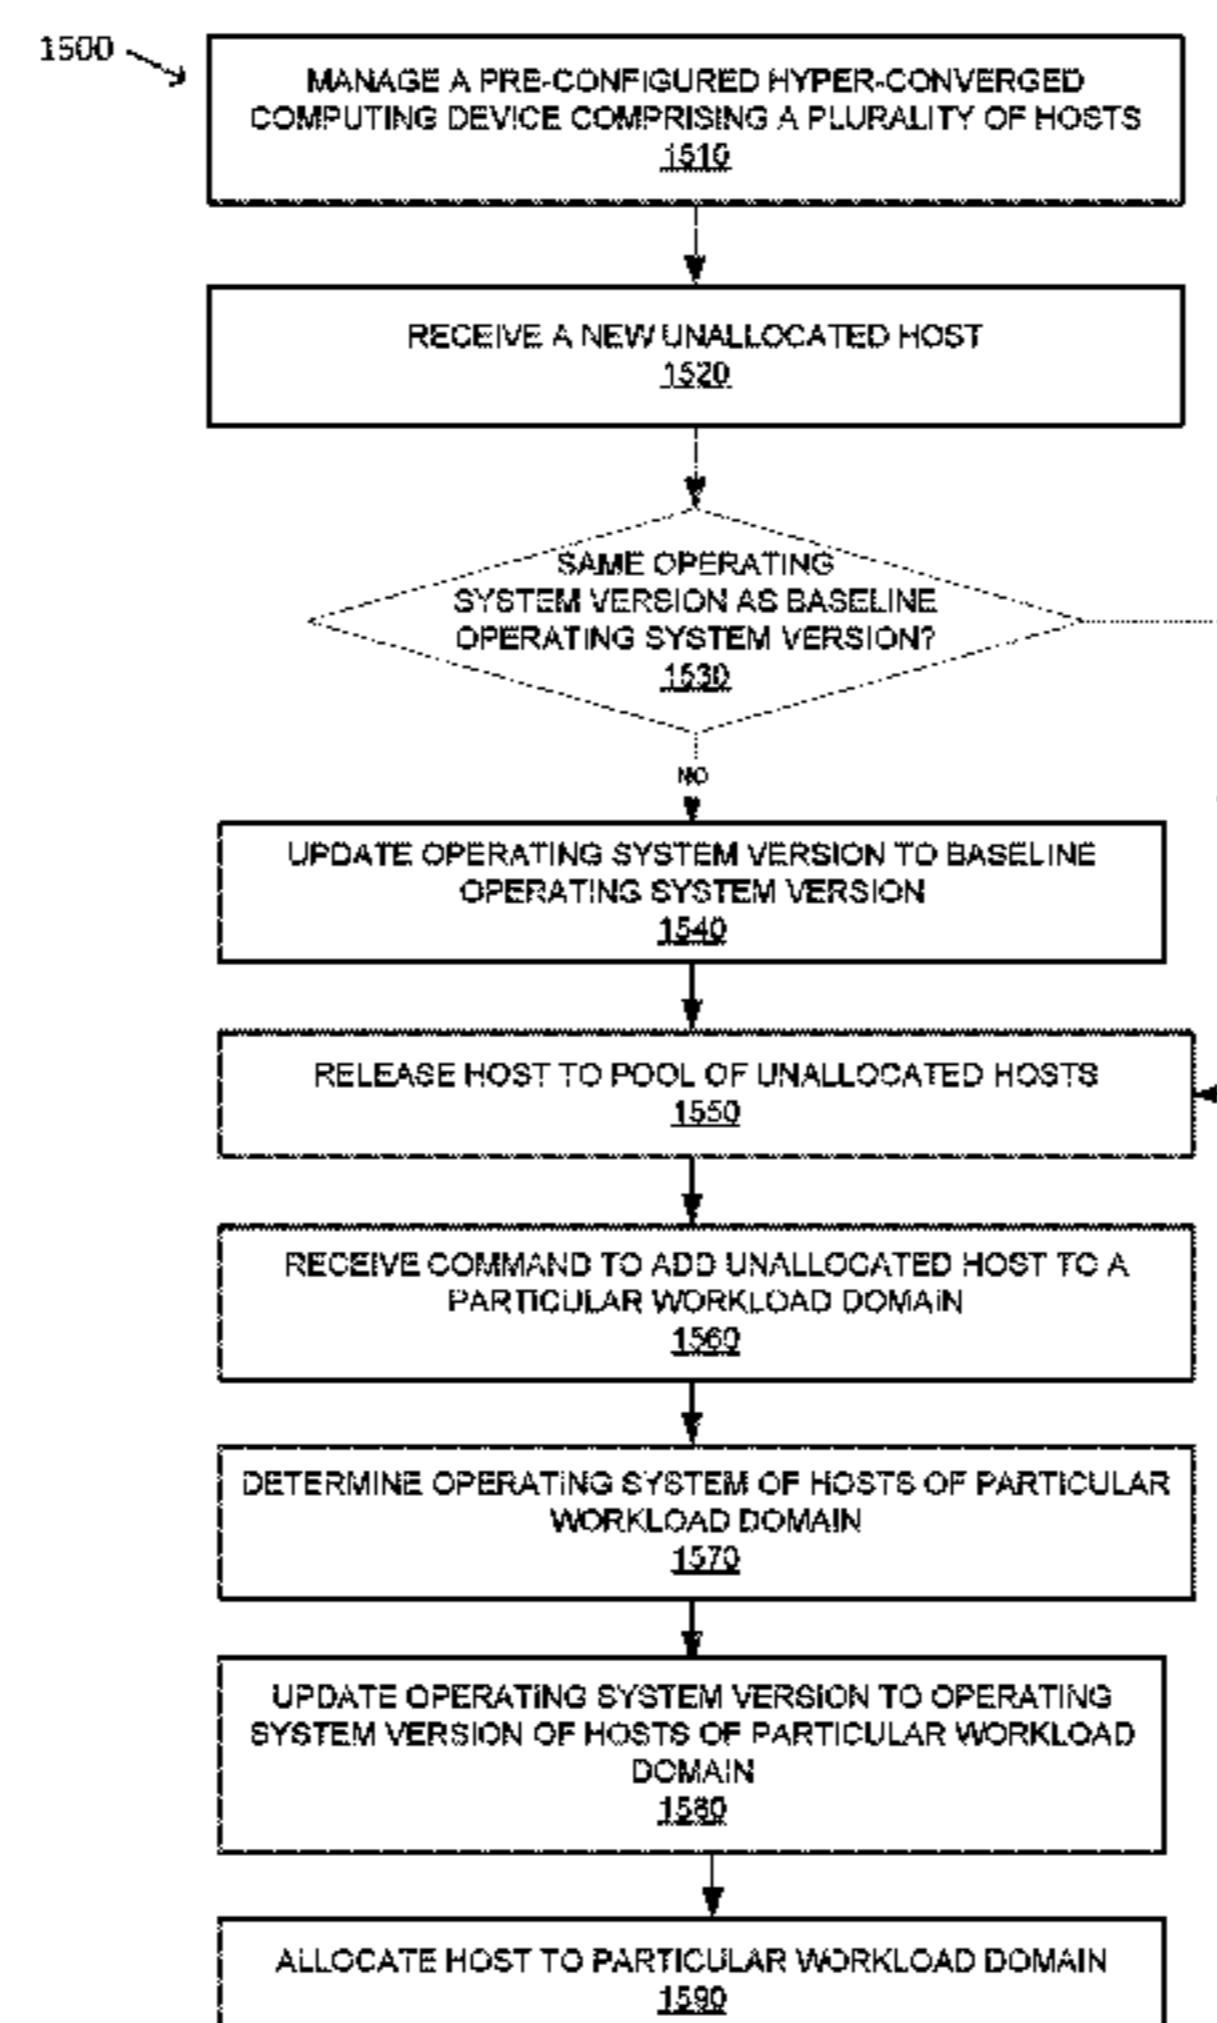 1500
MANAGE A PRE-CONFIGURED HYPER-CONVERGED
COMPUTING DEVICE COMPRISING A PLURALITY OF HOSTS
1510
RECEIVE A NEW UNALLOCATED HOST
1520
SAME OPERATING
SYSTEM VERSION AS BASELINE
OPERATING SYSTEM VERSION?
1530
NO
UPDATE OPERATING SYSTEM VERSION TO BASELINE
OPERATING SYSTEM VERSION
1540
RELEASE HOST TO POOL OF UNALLOCATED HOSTS
1550
RECEIVE COMMAND TO ADD UNALLOCATED HOST TO A
PARTICULAR WORKLOAD DOMAIN
1560
DETERMINE OPERATING SYSTEM OF HOSTS OF PARTICULAR
WORKLOAD DOMAIN
1570
UPDATE OPERATING SYSTEM VERSION TO OPERATING
SYSTEM VERSION OF HOSTS OF PARTICULAR WORKLOAD
DOMAIN
1580
ALLOCATE HOST TO PARTICULAR WORKLOAD DOMAIN
1590